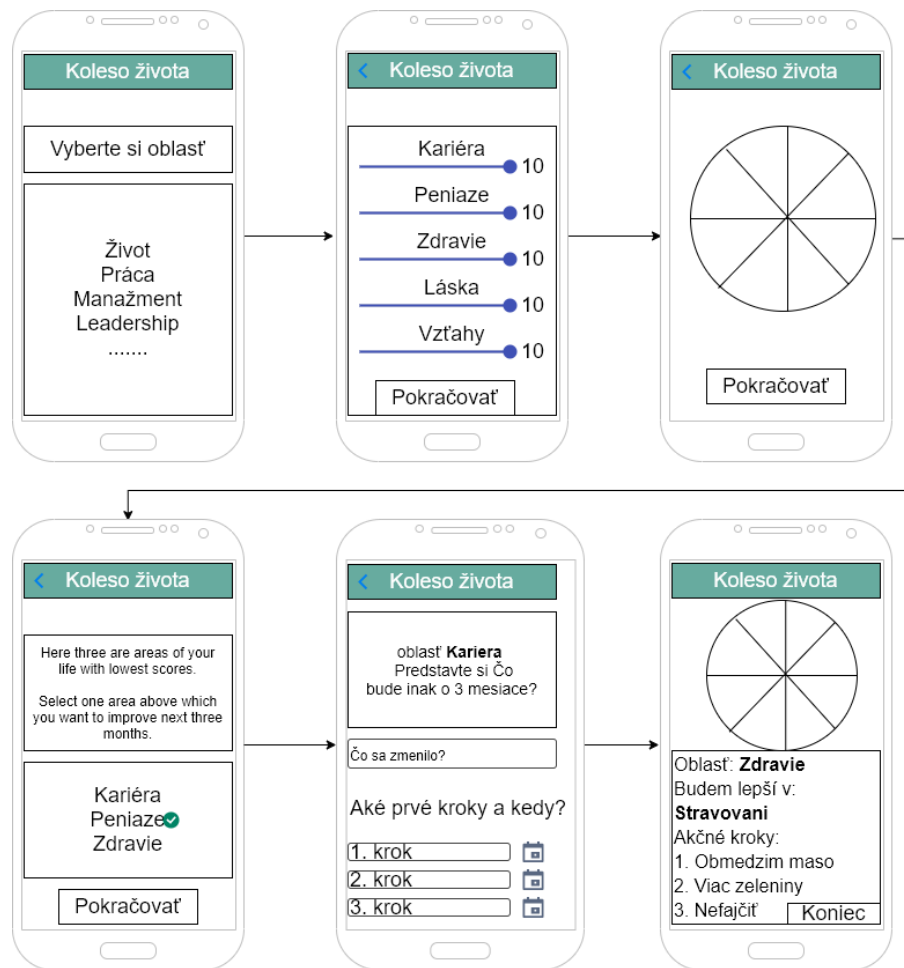 Koleso života
Vyberte si oblasť
Život
Práca
Manažment
Leadership
.......
Koleso života
Kariéra
10
Peniaze
10
Zdravie
10
Láska
10
Vzťahy
10
Pokračovať
Koleso života
Pokračovať
Koleso života
Here three are areas of your
life with lowest scores.
Select one area above which
you want to improve next three
months.
Kariéra
Peniaze
Zdravie
Pokračovať
Koleso života
oblasť Kariera
Predstavte si Čo
bude inak o 3 mesiace?
Čo sa zmenilo?
Aké prvé kroky a kedy?
1. krok
2. krok
3. krok
Koleso života
Oblasť: Zdravie
Budem lepší v:
Stravovani
Akčné kroky:
1. Obmedzim maso
2. Viac zeleniny
3. Nefajčiť
Koniec